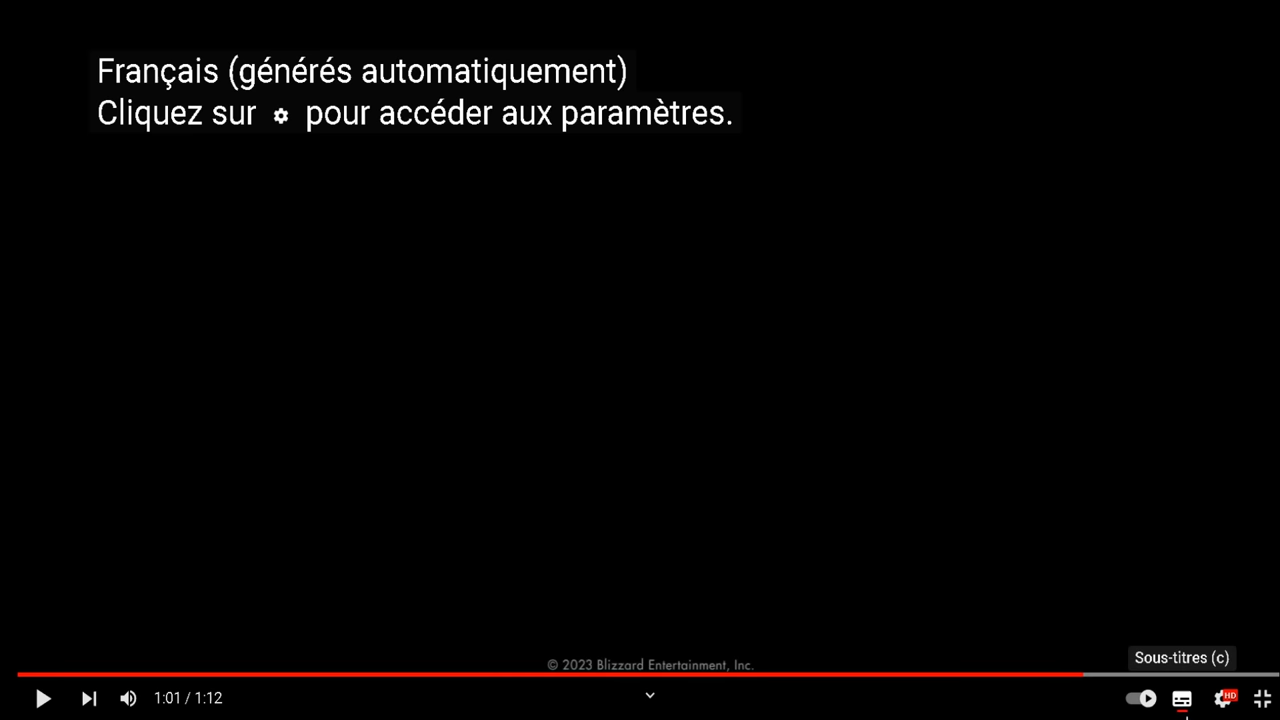 Français (générés automatiquement)
Cliquez sur pour accéder aux paramètres.
© 2023 Blizzard Entertainment, Inc.
Sous-titres (c)
1:01 / 1:12
HD